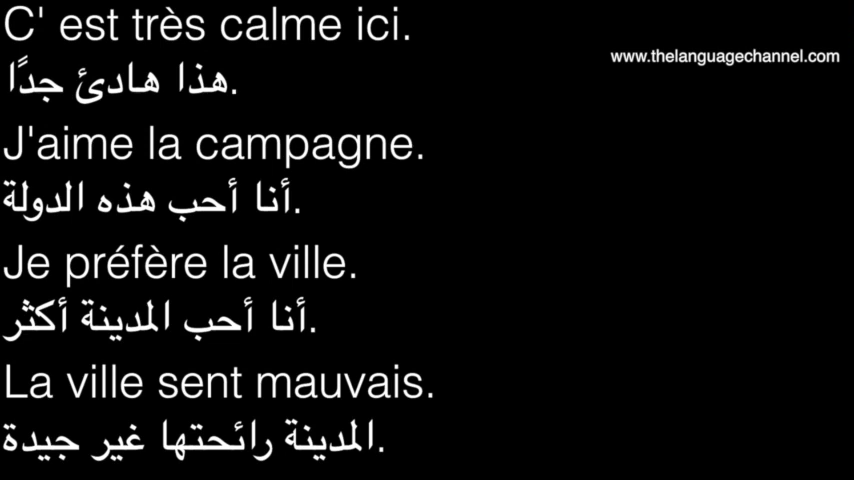 C' est très calme ici.
www.thelanguagechannel.com
هذا هادئ جدًا.
J'aime la campagne.
أنا أحب هذه الدولة.
Je préfère la ville.
أنا أحب المدينة أكثر.
La ville sent mauvais.
المدينة رائحتها غير جيدة.